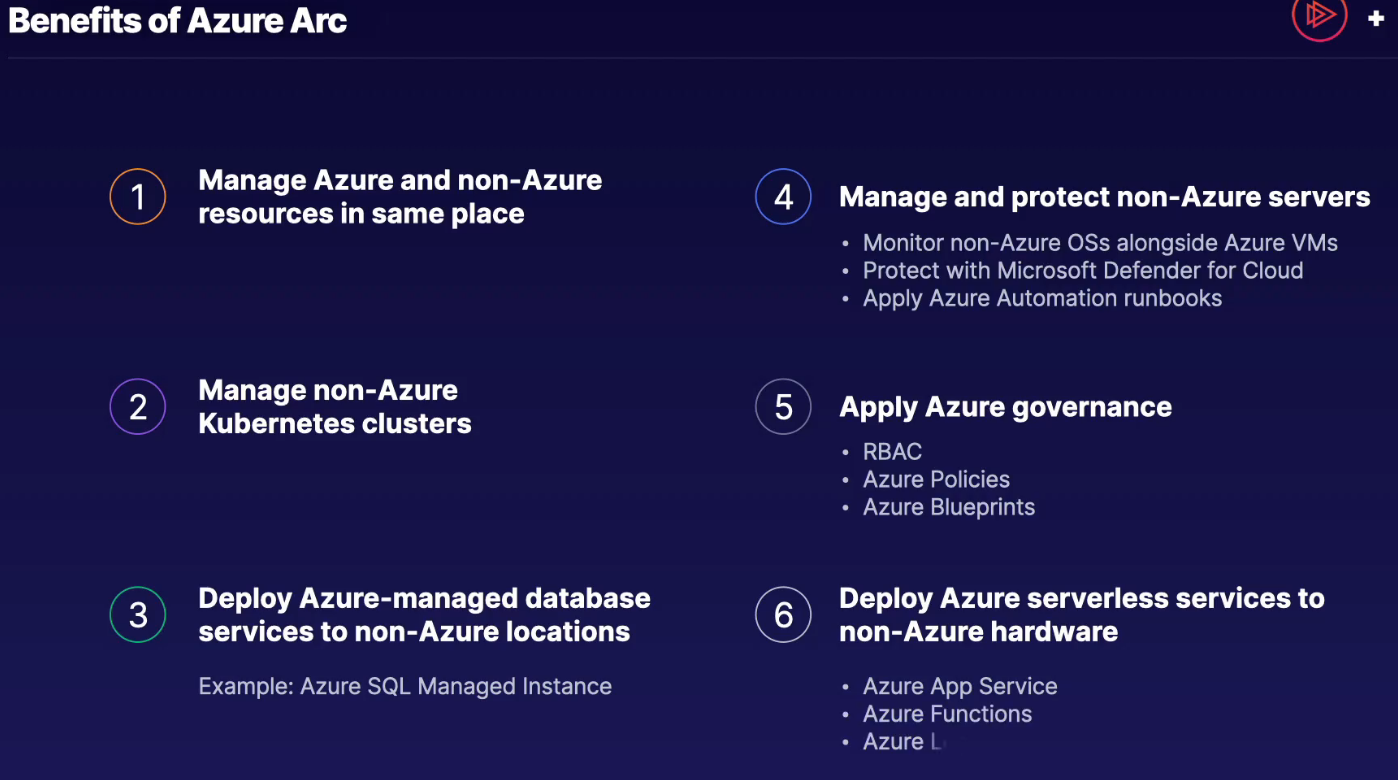 Benefits of Azure Arc
1
Manage Azure and non-Azure
resources in same place
2
Manage non-Azure
Kubernetes clusters
3
Deploy Azure-managed database
services to non-Azure locations
Example: Azure SQL Managed Instance
4
Manage and protect non-Azure servers
• Monitor non-Azure OSs alongside Azure VMs
• Protect with Microsoft Defender for Cloud
• Apply Azure Automation runbooks
5
Apply Azure governance
• RBAC
• Azure Policies
• Azure Blueprints
6
Deploy Azure serverless services to
non-Azure hardware
• Azure App Service
• Azure Functions
• Azure